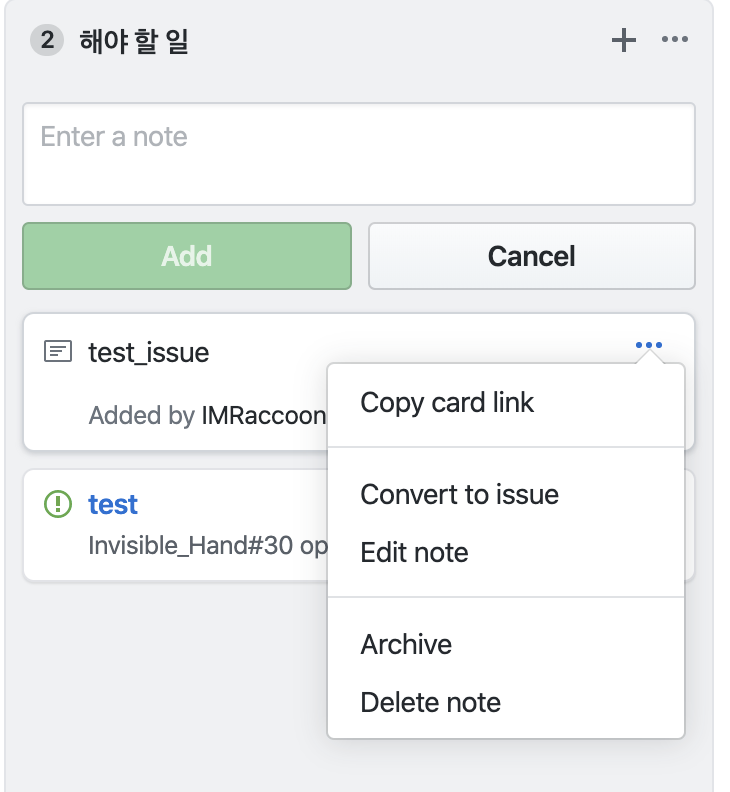 2 해야 할 일
Enter a note
Add Cancel
test_issue
Added by IMRaccoon
Copy card link
Convert to issue
test
Invisible_Hand#30 op
Edit note
Archive
Delete note